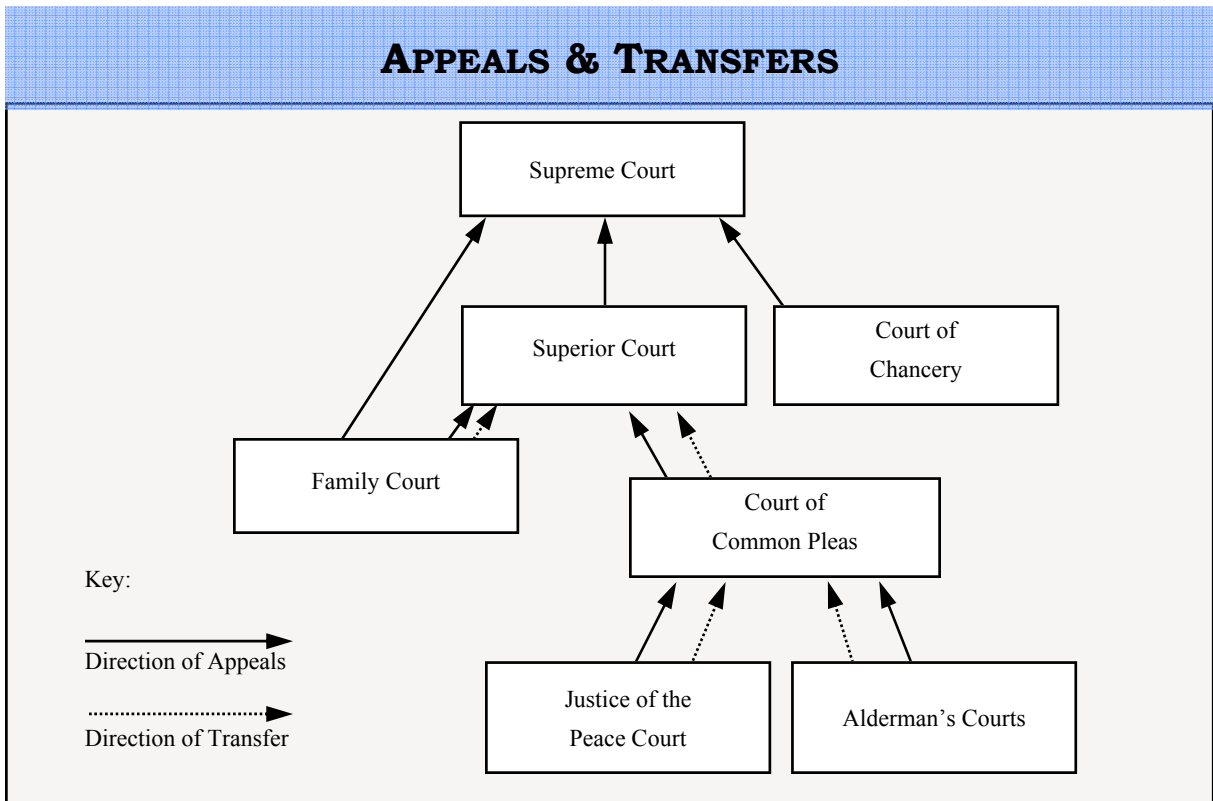 APPEALS & TRANSFERS
Supreme Court
Superior Court
Court of
Chancery
Family Court
Court of
Common Pleas
Key:
Direction of Appeals
Direction of Transfer
Justice of the
Peace Court
Alderman’s Courts